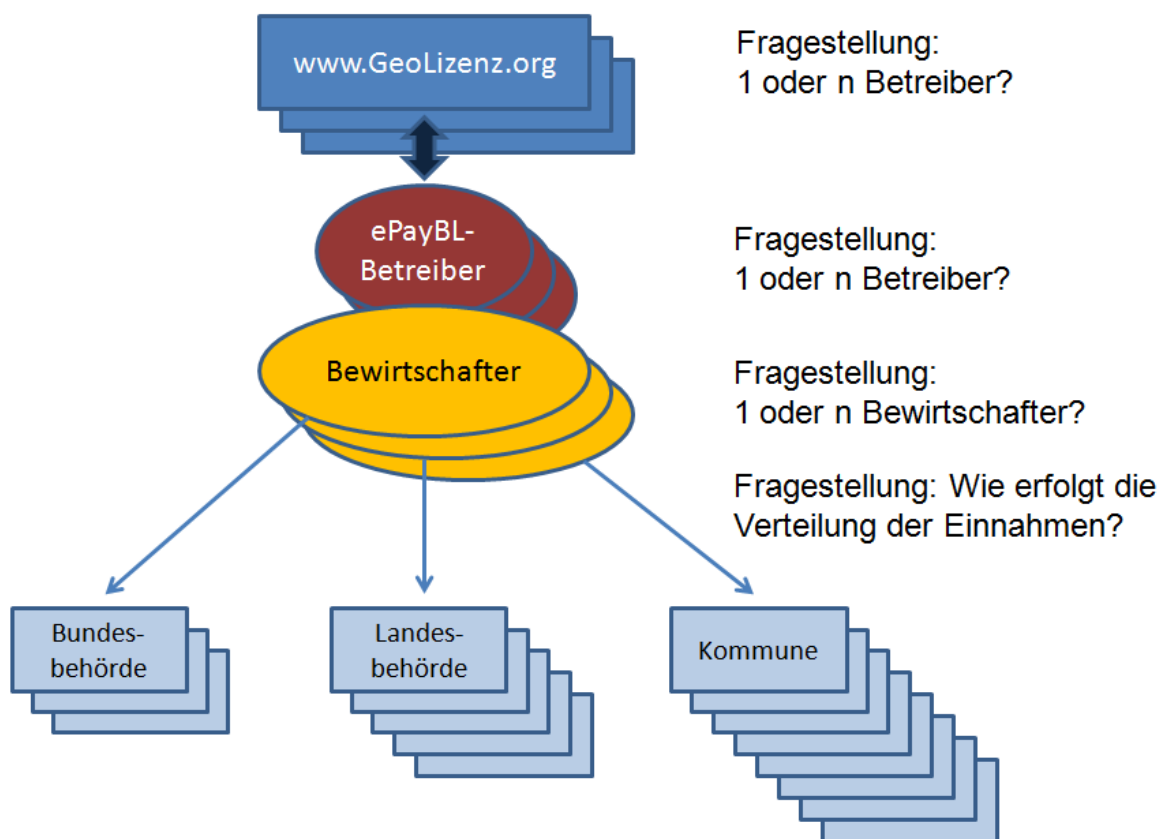 www.GeoLizenz.org
Fragestellung:
1 oder n Betreiber?
ePayBL-
Betreiber
Fragestellung:
1 oder n Betreiber?
Bewirtschafter
Fragestellung:
1 oder n Bewirtschafter?
Fragestellung: Wie erfolgt die
Verteilung der Einnahmen?
Bundes-
behörde
Landes-
behörde
Kommune